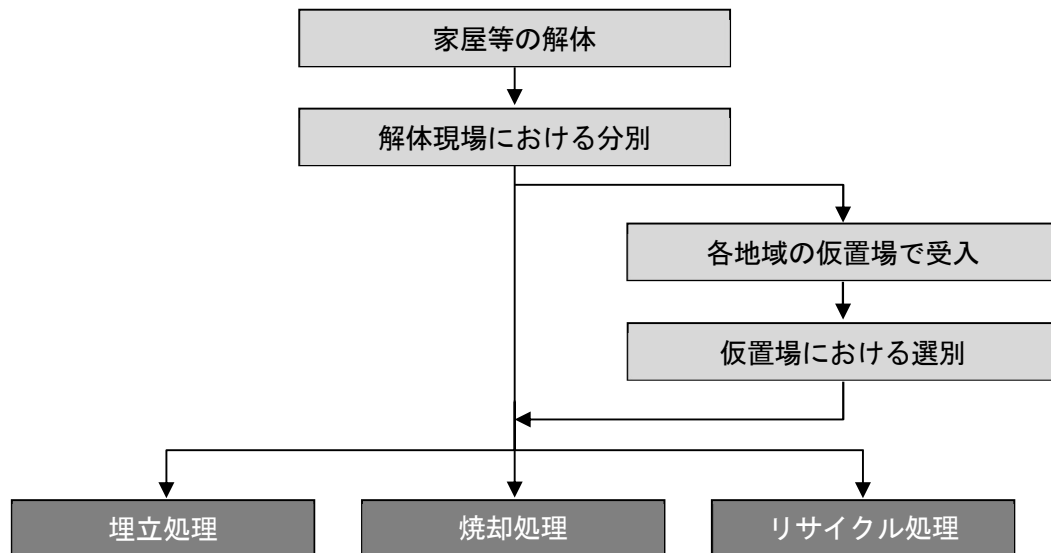 家屋等の解体
解体現場における分別
各地域の仮置場で受入
仮置場における選別
埋立処理
焼却処理
リサイクル処理